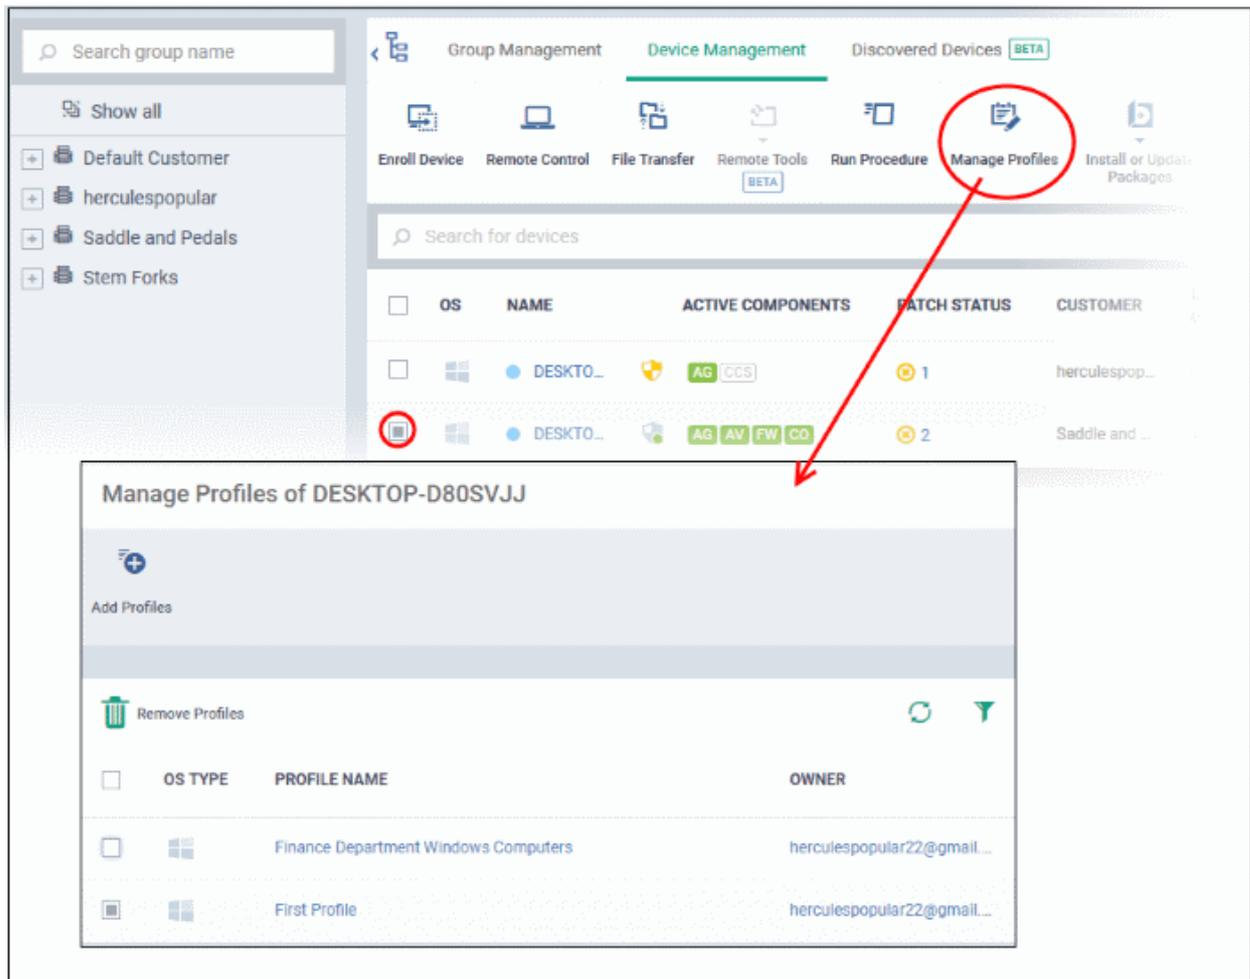 Search group name
Show all
Default Customer
herculespopular
Saddle and Pedals
Stem Forks
Group Management Device Management Discovered Devices BETA
Enroll Device Remote Control File Transfer Remote Tools BETA Run Procedure Manage Profiles Install or Update Packages
Search for devices
OS NAME ACTIVE COMPONENTS PATCH STATUS CUSTOMER
DESKTO... AG CCS 1 herculespop...
DESKTO... AG AV FW CO 2 Saddle and ...
Manage Profiles of DESKTOP-D80SVJJ
Add Profiles
Remove Profiles
OS TYPE PROFILE NAME OWNER
Finance Department Windows Computers herculespopular22@gmail....
First Profile herculespopular22@gmail....